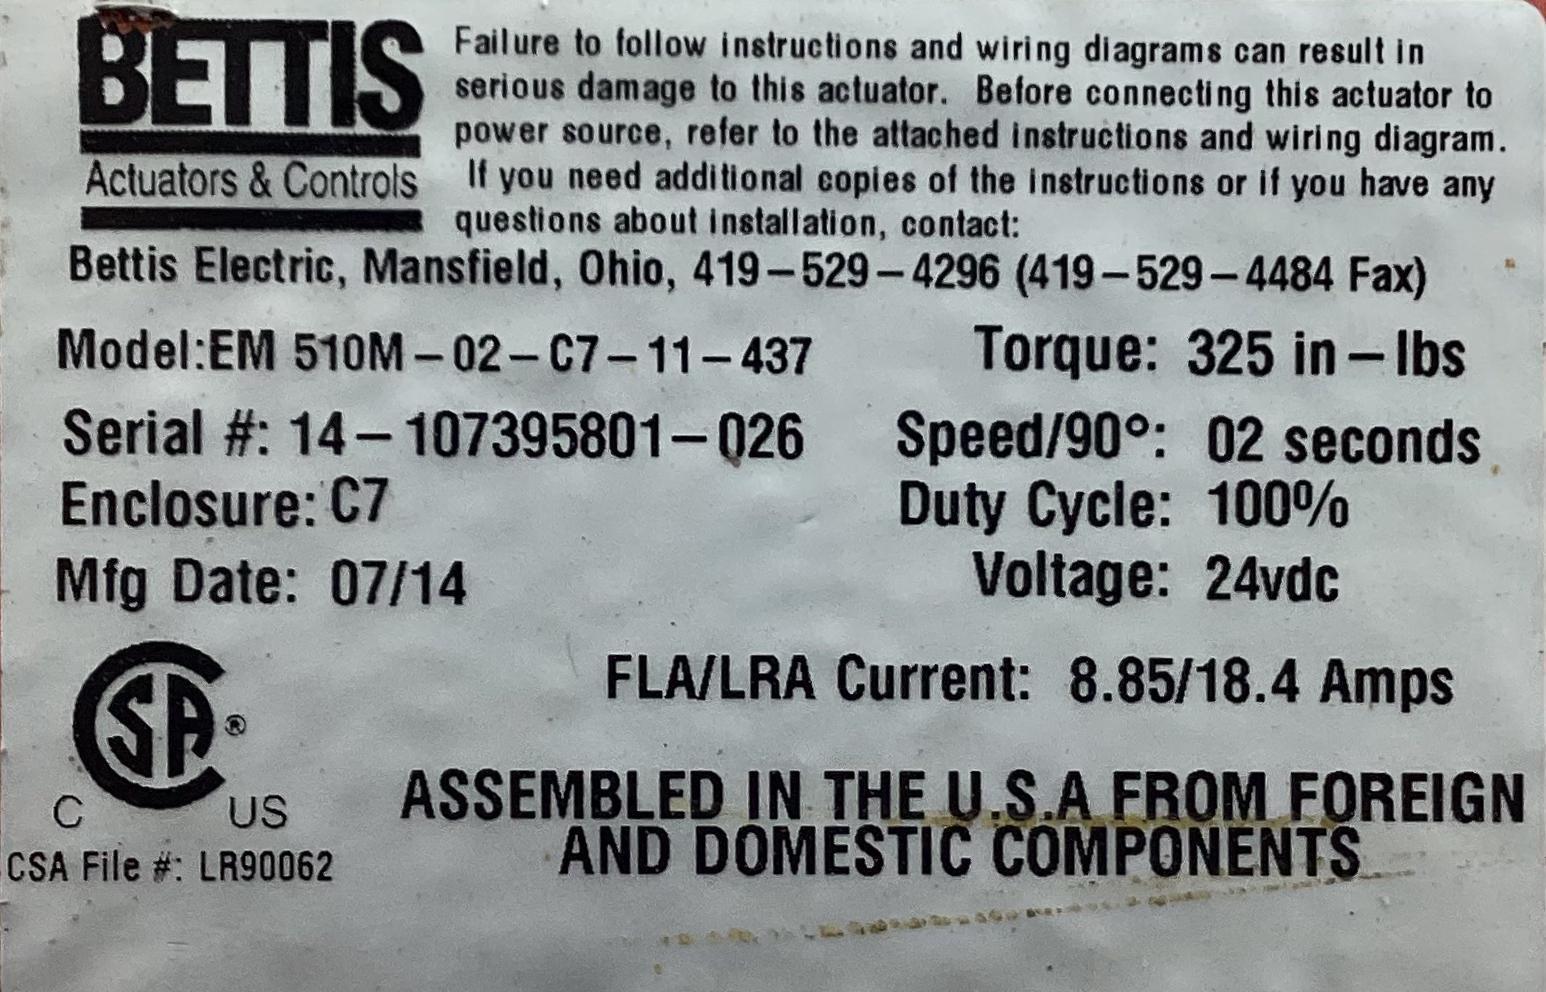 BETTIS
Actuators & Controls
Failure to follow instructions and wiring diagrams can result in
serious damage to this actuator. Before connecting this actuator to
power source, refer to the attached instructions and wiring diagram.
If you need additional copies of the instructions or if you have any
questions about installation, contact:
Bettis Electric, Mansfield, Ohio, 419-529-4296 (419-529-4484 Fax)
Model:EM 510M-02-C7-11-437
Torque: 325 in-lbs
Serial #: 14-107395801-026
Speed/90°: 02 seconds
Enclosure: C7
Duty Cycle: 100%
Mfg Date: 07/14
Voltage: 24vdc
FLA/LRA Current: 8.85/18.4 Amps
CSA ®
C US
CSA File #: LR90062
ASSEMBLED IN THE U.S.A FROM FOREIGN
AND DOMESTIC COMPONENTS